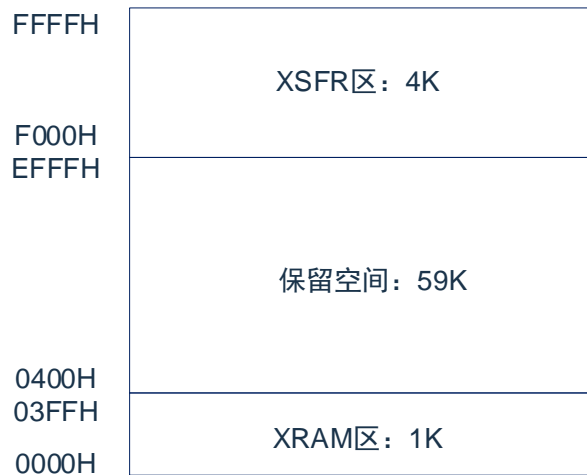 FFFFH
XSFR区：4K
F000H
EFFFH
保留空间：59K
0400H
03FFH
XRAM区：1K
0000H